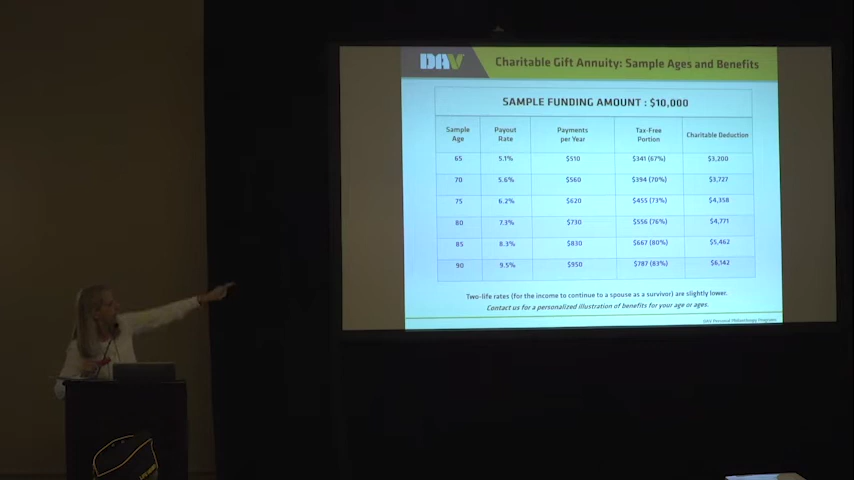 DAV
Charitable Gift Annuity: Sample Ages and Benefits
SAMPLE FUNDING AMOUNT : $10,000
Sample Age Payout Rate Payments per Year Tax-Free Portion Charitable Deduction
65 5.1% $510 $341 (67%) $3,200
70 5.6% $560 $394 (70%) $3,727
75 6.2% $620 $455 (73%) $4,358
80 7.3% $730 $556 (76%) $4,771
85 8.3% $830 $667 (80%) $5,462
90 9.5% $950 $787 (83%) $6,142
Two-life rates (for the income to continue to a spouse as a survivor) are slightly lower.
Contact us for a personalized illustration of benefits for your age or ages.
DAV Personal Philanthropy Programs